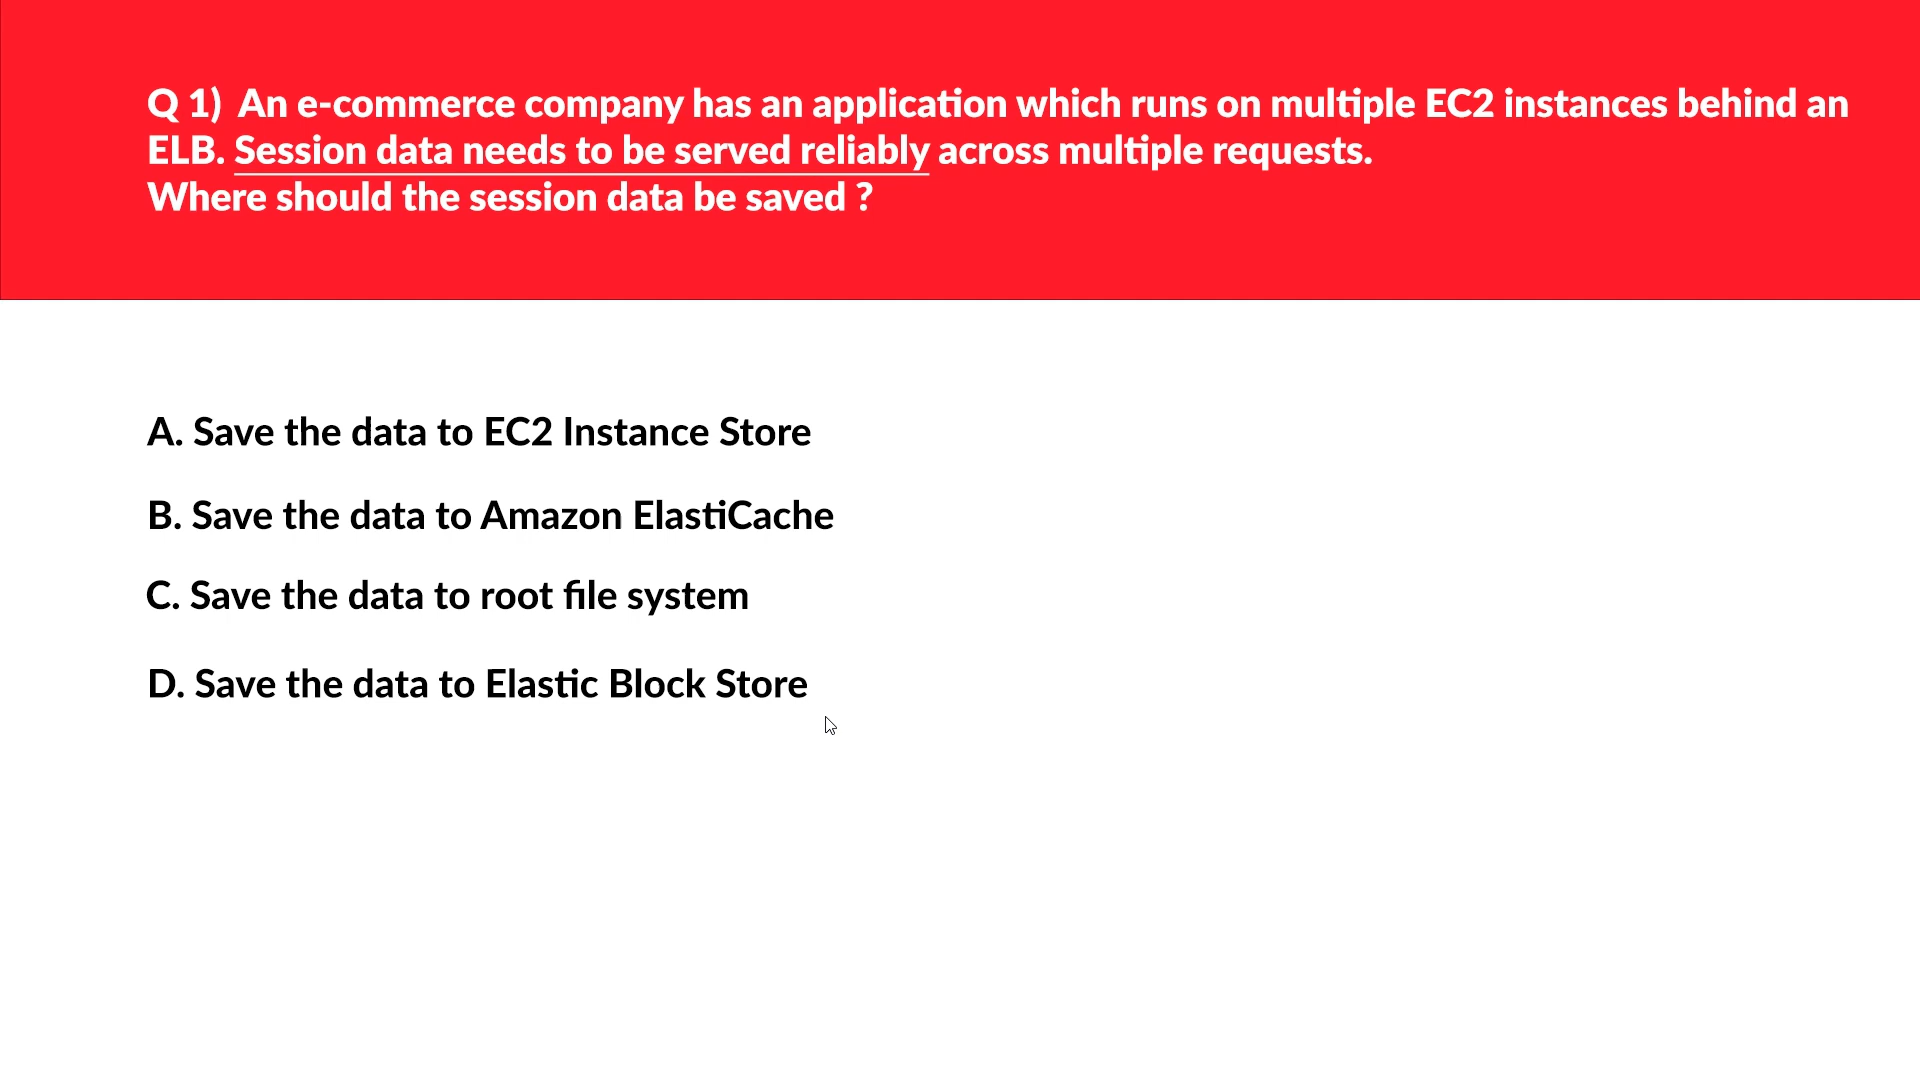 Q 1)  An e-commerce company has an application which runs on multiple EC2 instances behind an
ELB. Session data needs to be served reliably across multiple requests.
Where should the session data be saved ?
A. Save the data to EC2 Instance Store
B. Save the data to Amazon ElastiCache
C. Save the data to root file system
D. Save the data to Elastic Block Store